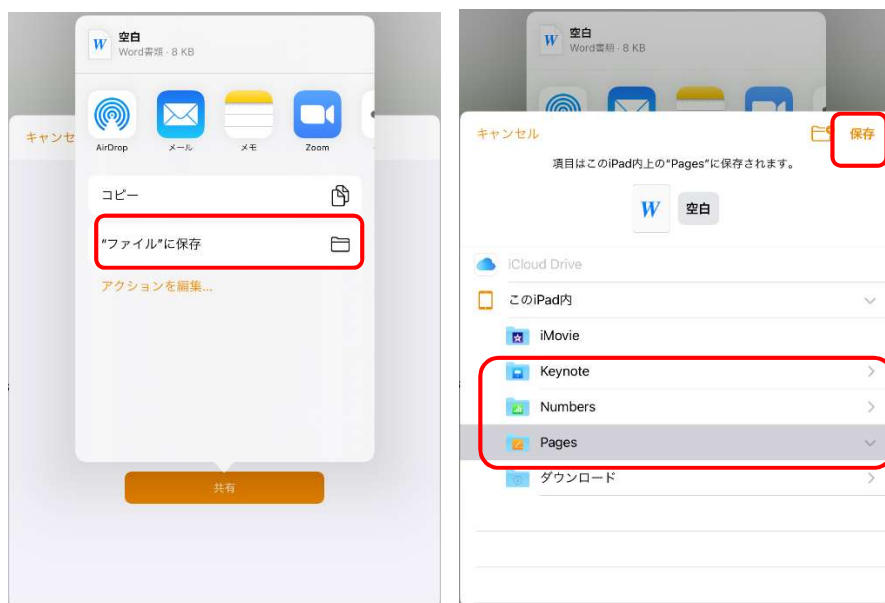 空白
Word書類・8 KB
AirDrop
メール
メモ
Zoom
キャンセ
コピー
"ファイル"に保存
アクションを編集...
共有
空白
Word書類・8 KB
キャンセル
保存
項目はこのiPad内上の"Pages"に保存されます。
W 空白
iCloud Drive
このiPad内
iMovie
Keynote
Numbers
Pages
ダウンロード